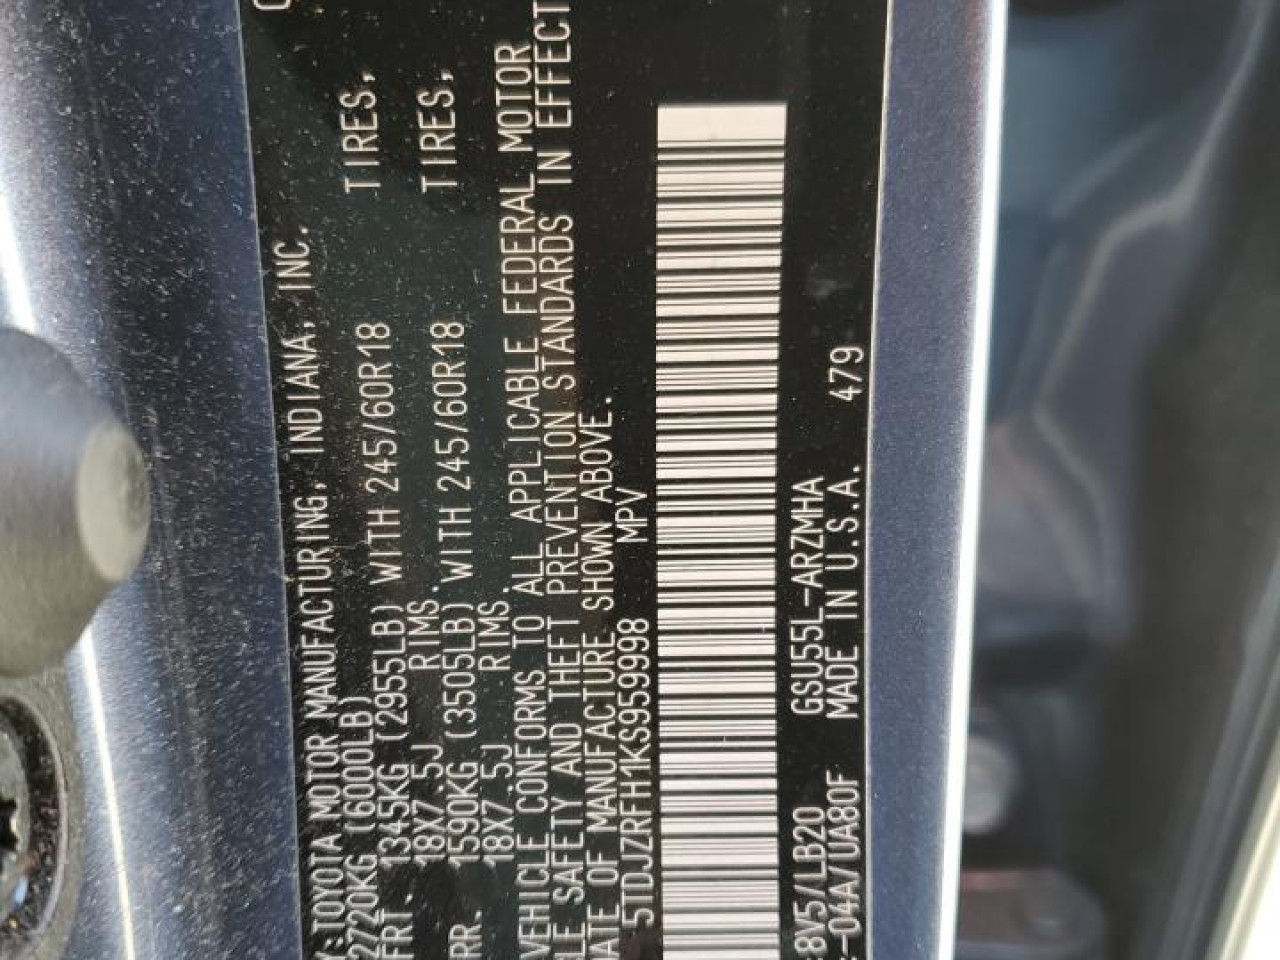 Y:TOYOTA MOTOR MANUFACTURING, INDIANA, INC.
2720KG (6000LB)
FRT. 1345KG (2955LB) WITH 245/60R18 TIRES,
18X7.5J RIMS.
RR. 1590KG (3505LB) WITH 245/60R18 TIRES,
18X7.5J RIMS.
VEHICLE CONFORMS TO ALL APPLICABLE FEDERAL MOTOR
CLE SAFETY AND THEFT PREVENTION STANDARDS IN EFFECT
DATE OF MANUFACTURE SHOWN ABOVE.
5TDJZRFH1KS959998 MPV
:8V5/LB20 GSU55L-ARZMHA
:-04A/UA80F MADE IN U.S.A. 479